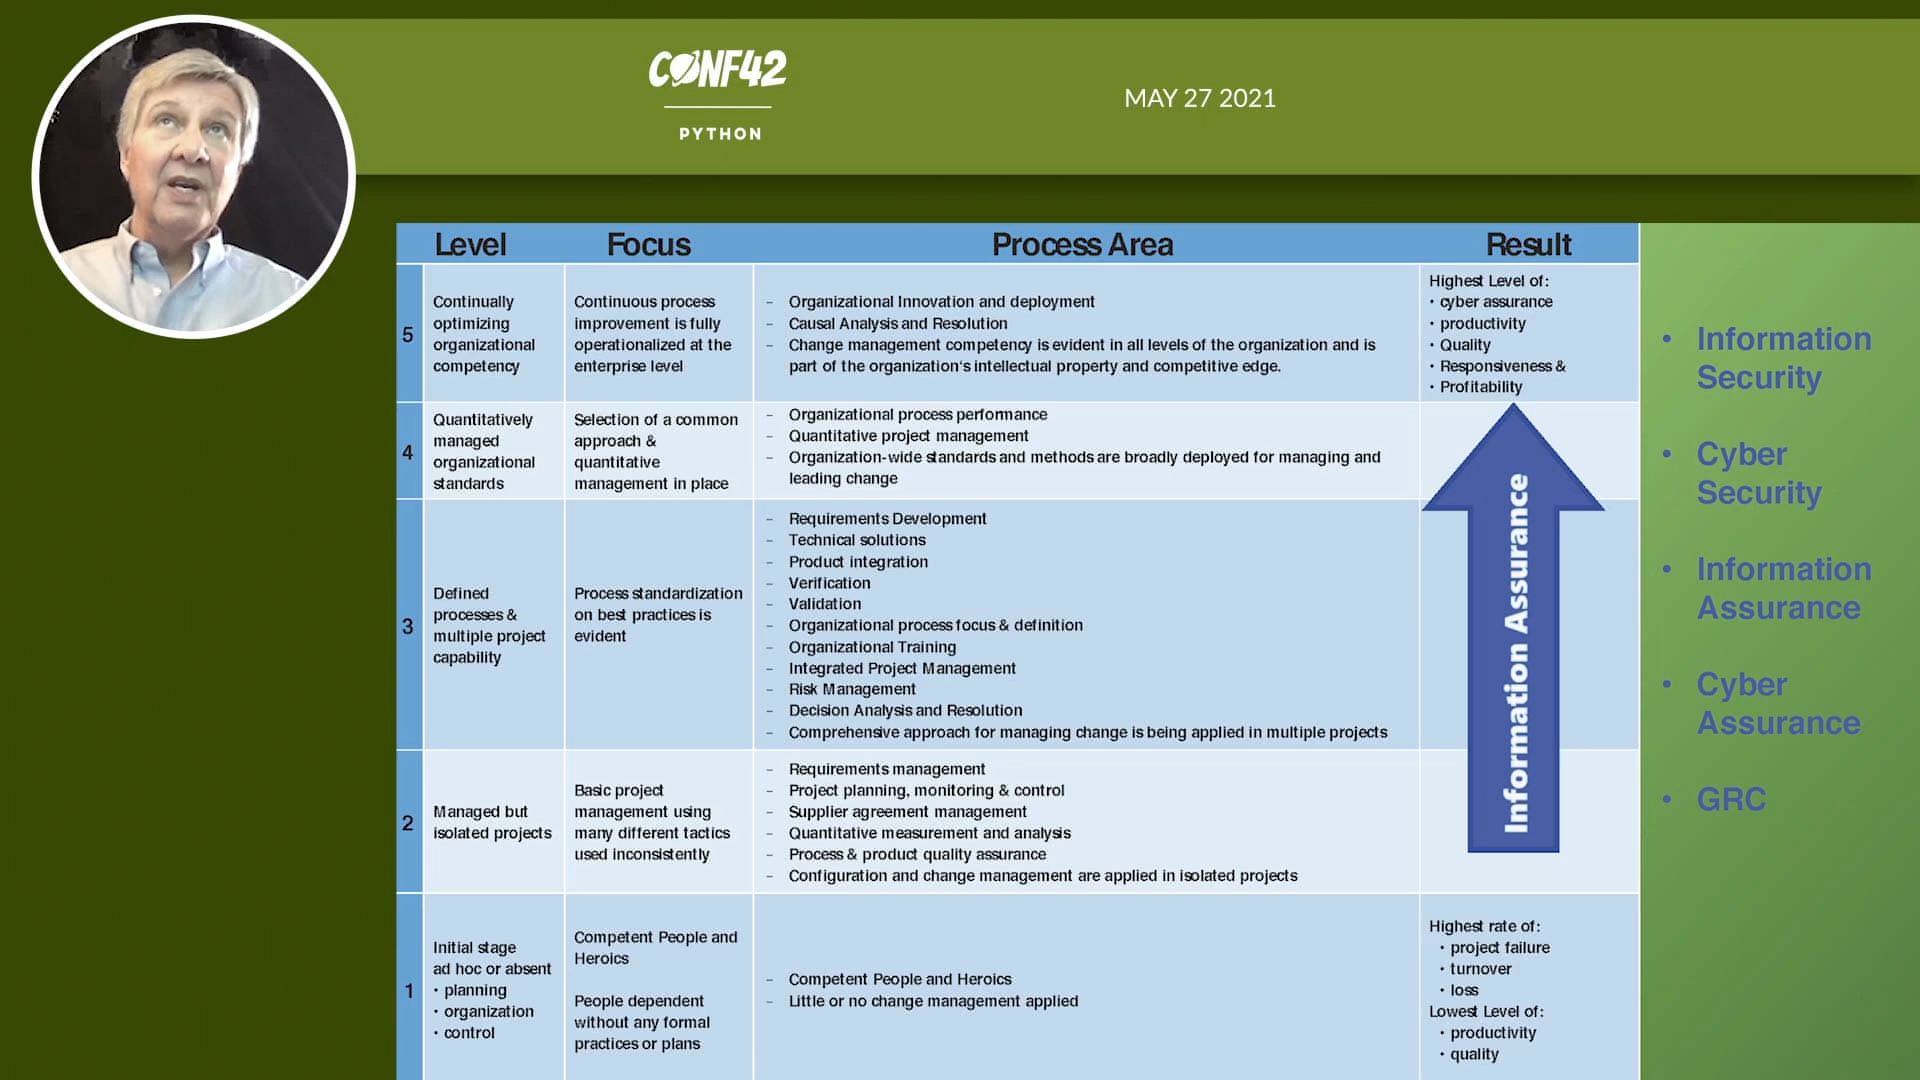 CONF42
PYTHON
MAY 27 2021
Level
Focus
Process Area
Result
5
Continually
optimizing
organizational
competency
Continuous process
improvement is fully
operationalized at the
enterprise level
- Organizational Innovation and deployment
- Causal Analysis and Resolution
- Change management competency is evident in all levels of the organization and is
part of the organization's intellectual property and competitive edge.
Highest Level of:
• cyber assurance
• productivity
• Quality
• Responsiveness &
• Profitability
4
Quantitatively
managed
organizational
standards
Selection of a common
approach &
quantitative
management in place
- Organizational process performance
- Quantitative project management
- Organization-wide standards and methods are broadly deployed for managing and
leading change
3
Defined
processes &
multiple project
capability
Process standardization
on best practices is
evident
- Requirements Development
- Technical solutions
- Product integration
- Verification
- Validation
- Organizational process focus & definition
- Organizational Training
- Integrated Project Management
- Risk Management
- Decision Analysis and Resolution
- Comprehensive approach for managing change is being applied in multiple projects
Information Assurance
2
Managed but
isolated projects
Basic project
management using
many different tactics
used inconsistently
- Requirements management
- Project planning, monitoring & control
- Supplier agreement management
- Quantitative measurement and analysis
- Process & product quality assurance
- Configuration and change management are applied in isolated projects
1
Initial stage
ad hoc or absent
• planning
• organization
• control
Competent People and
Heroics
People dependent
without any formal
practices or plans
- Competent People and Heroics
- Little or no change management applied
Highest rate of:
• project failure
• turnover
• loss
Lowest Level of:
• productivity
• quality
• Information
Security
• Cyber
Security
• Information
Assurance
• Cyber
Assurance
• GRC